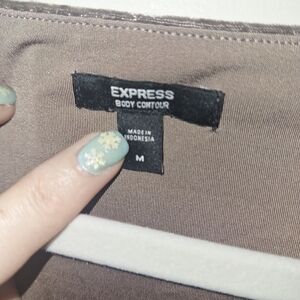 EXPRESS
BODY CONTOUR
MADE IN
INDONESIA
M